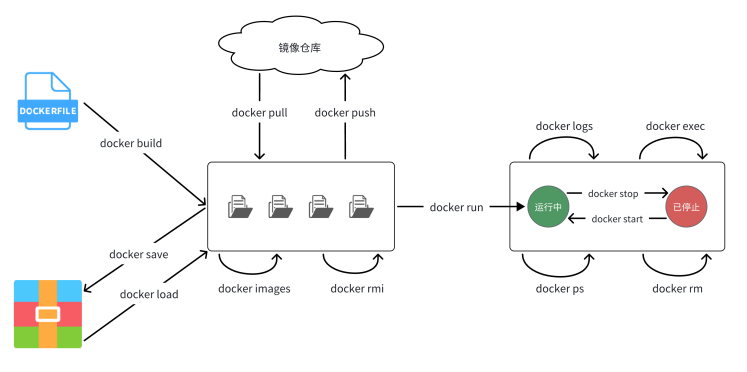 镜像仓库
DOCKERFILE
docker pull
docker push
docker build
docker logs
docker exec
docker stop
运行中
已停止
docker run
docker start
docker save
docker load
docker images
docker rmi
docker ps
docker rm